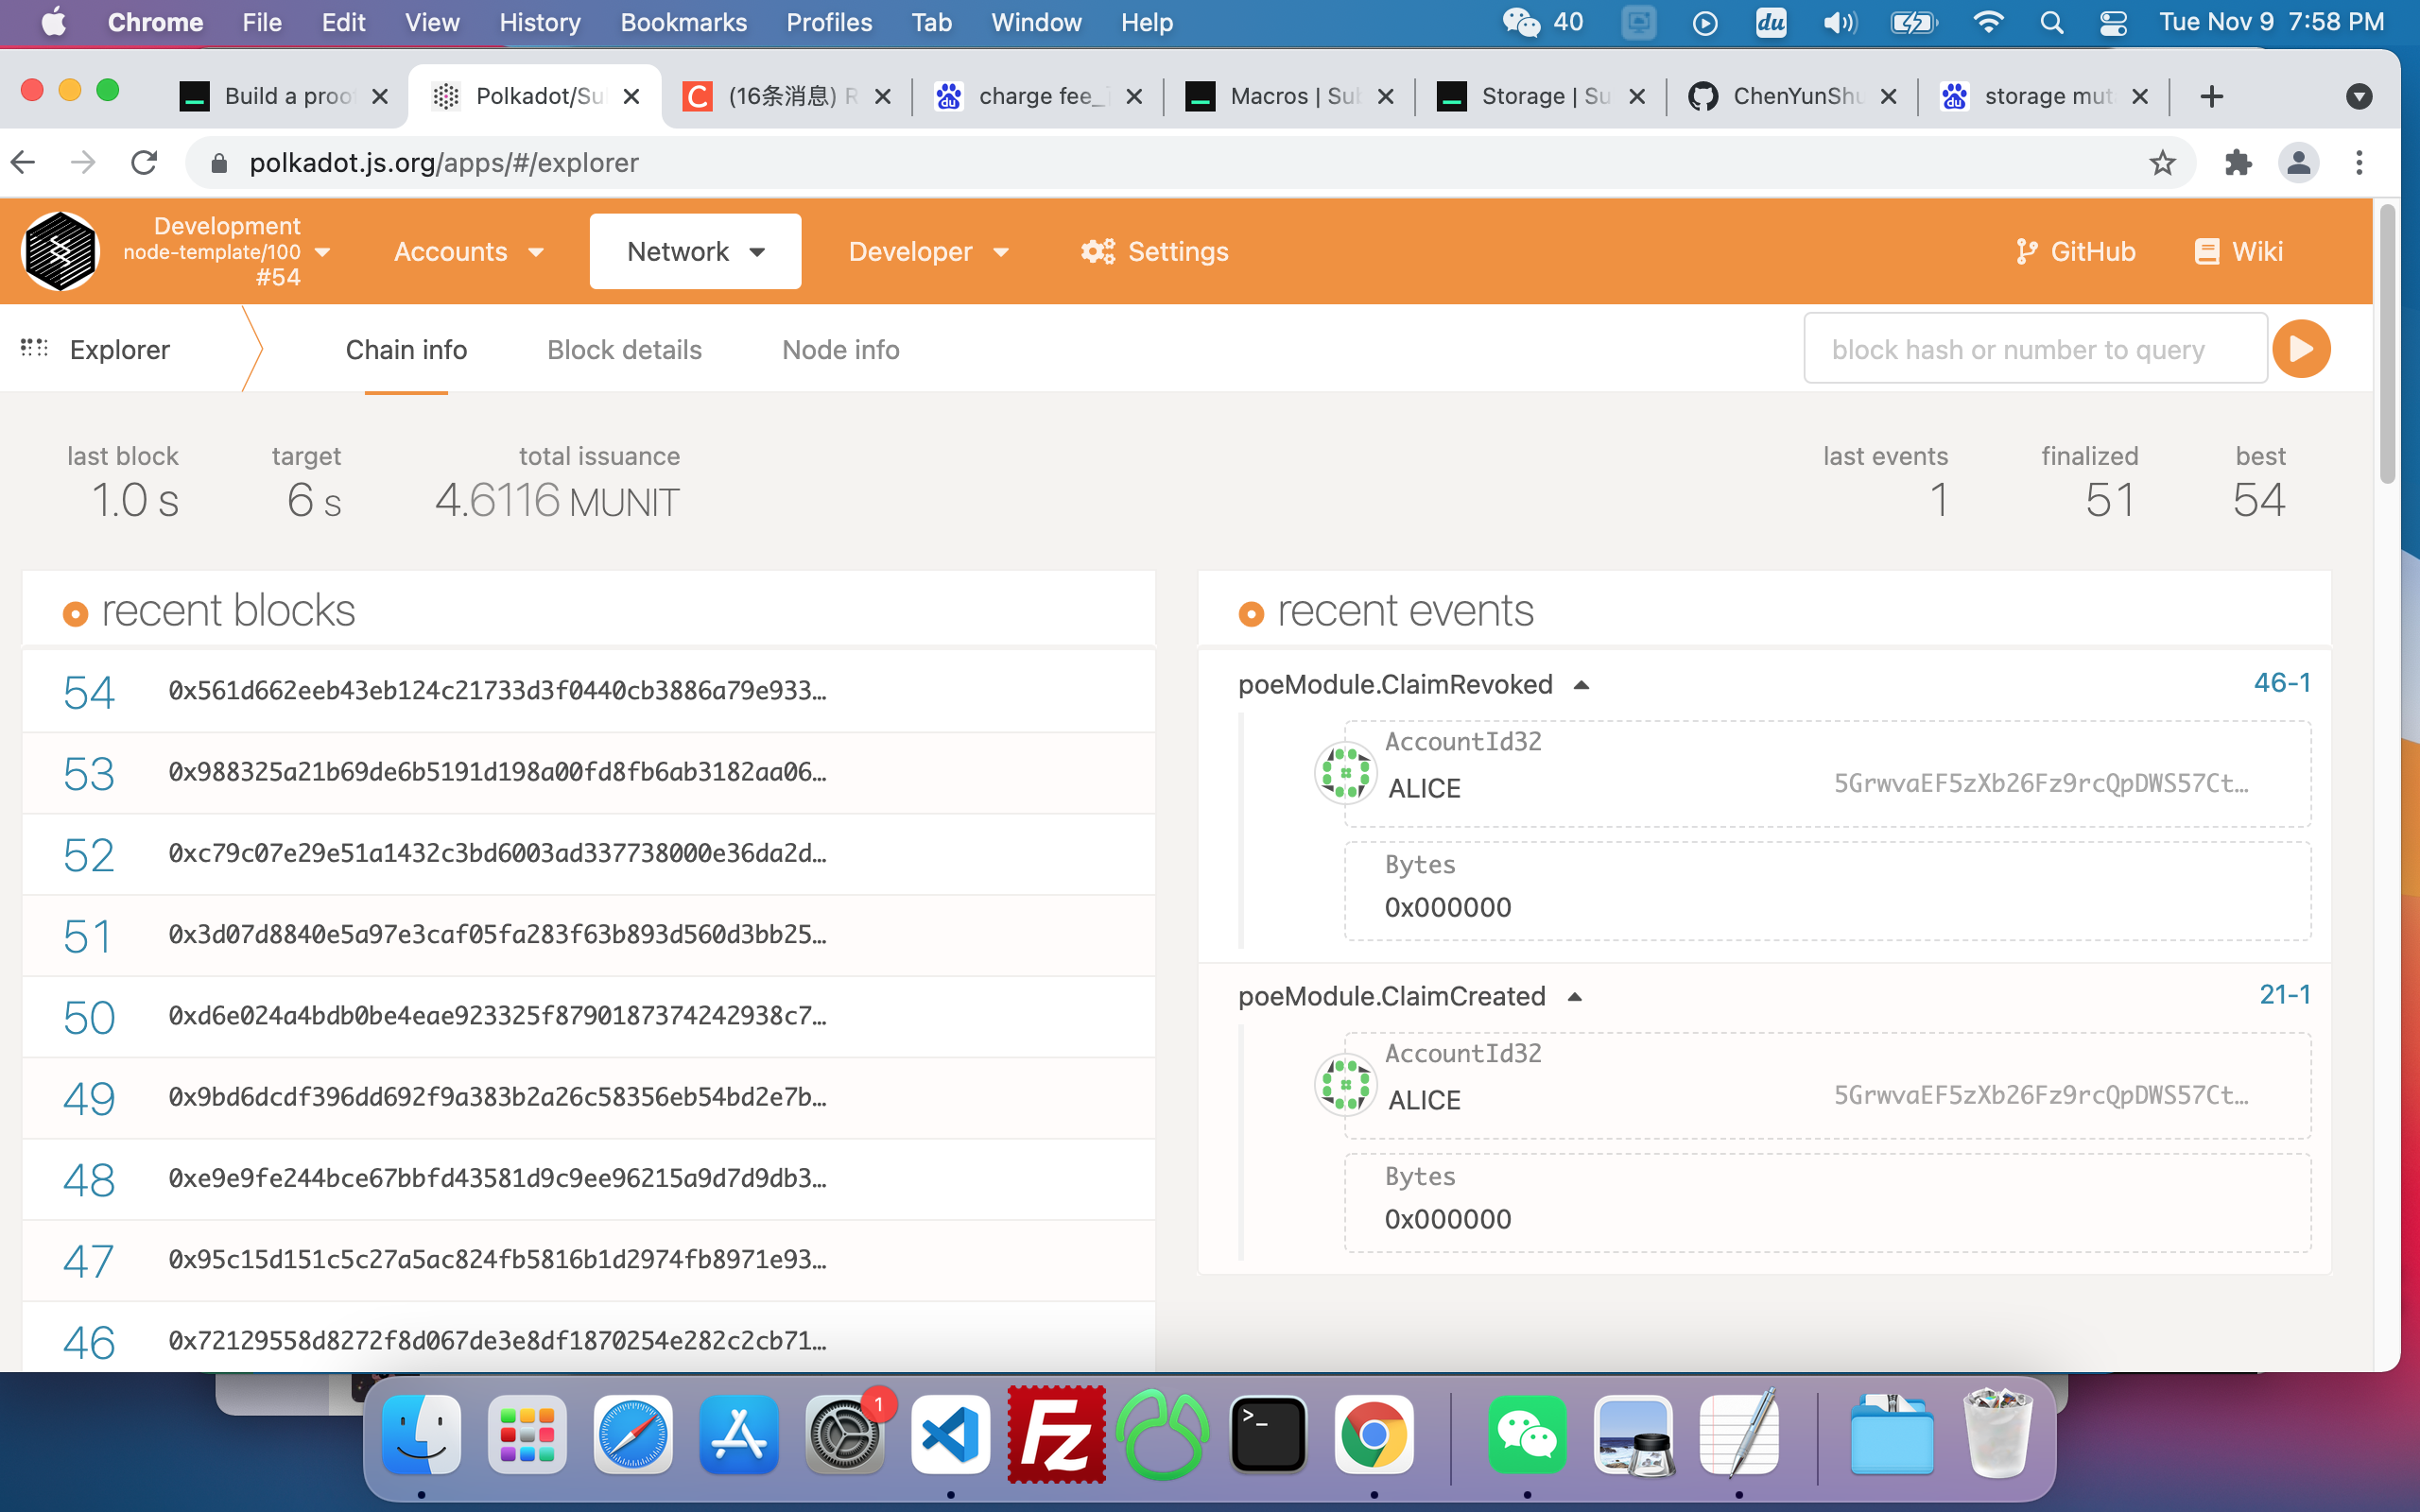 Chrome File Edit View History Bookmarks Profiles Tab Window Help 40 du Tue Nov 9 7:58 PM
Build a proo Polkadot/Su (16条消息) R charge fee_ Macros | Sub Storage | Su ChenYunShu storage mut
polkadot.js.org/apps/#/explorer
Development
node-template/100
#54
Accounts Network Developer Settings GitHub Wiki
Explorer Chain info Block details Node info block hash or number to query
last block target total issuance last events finalized best
1.0 s 6 s 4.6116 MUNIT 1 51 54
recent blocks
54 0x561d662eeb43eb124c21733d3f0440cb3886a79e933…
53 0x988325a21b69de6b5191d198a00fd8fb6ab3182aa06…
52 0xc79c07e29e51a1432c3bd6003ad337738000e36da2d…
51 0x3d07d8840e5a97e3caf05fa283f63b893d560d3bb25…
50 0xd6e024a4bdb0be4eae923325f8790187374242938c7…
49 0x9bd6dcdf396dd692f9a383b2a26c58356eb54bd2e7b…
48 0xe9e9fe244bce67bbfd43581d9c9ee96215a9d7d9db3…
47 0x95c15d151c5c27a5ac824fb5816b1d2974fb8971e93…
46 0x72129558d8272f8d067de3e8df1870254e282c2cb71…
recent events
poeModule.ClaimRevoked 46-1
AccountId32
ALICE 5GrwvaEF5zXb26Fz9rcQpDWS57Ct…
Bytes
0x000000
poeModule.ClaimCreated 21-1
AccountId32
ALICE 5GrwvaEF5zXb26Fz9rcQpDWS57Ct…
Bytes
0x000000
1
Fz
>_